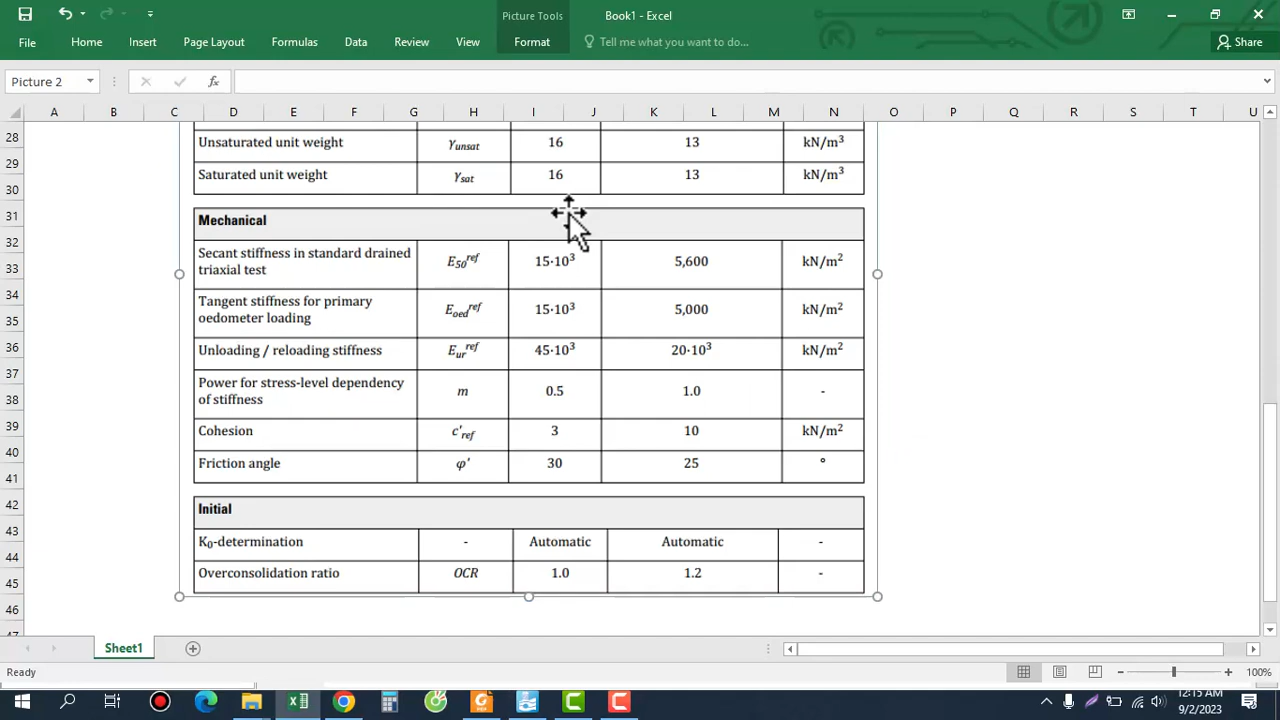 Picture Tools
Book1 - Excel
File Home Insert Page Layout Formulas Data Review View Format Tell me what you want to do... Share
Picture 2
fx
A B C D E F G H I J K L M N O P Q R S T U
28
29
30
31
32
33
34
35
36
37
38
39
40
41
42
43
44
45
46
47
Unsaturated unit weight γunsat 16 13 kN/m³
Saturated unit weight γsat 16 13 kN/m³
Mechanical
Secant stiffness in standard drained
triaxial test E50ref 15·10³ 5,600 kN/m²
Tangent stiffness for primary
oedometer loading Eoedref 15·10³ 5,000 kN/m²
Unloading / reloading stiffness Eurref 45·10³ 20·10³ kN/m²
Power for stress-level dependency
of stiffness m 0.5 1.0 -
Cohesion c'ref 3 10 kN/m²
Friction angle φ' 30 25 °
Initial
K0-determination - Automatic Automatic -
Overconsolidation ratio OCR 1.0 1.2 -
Sheet1
Ready
100%
12:15 AM
9/2/2023